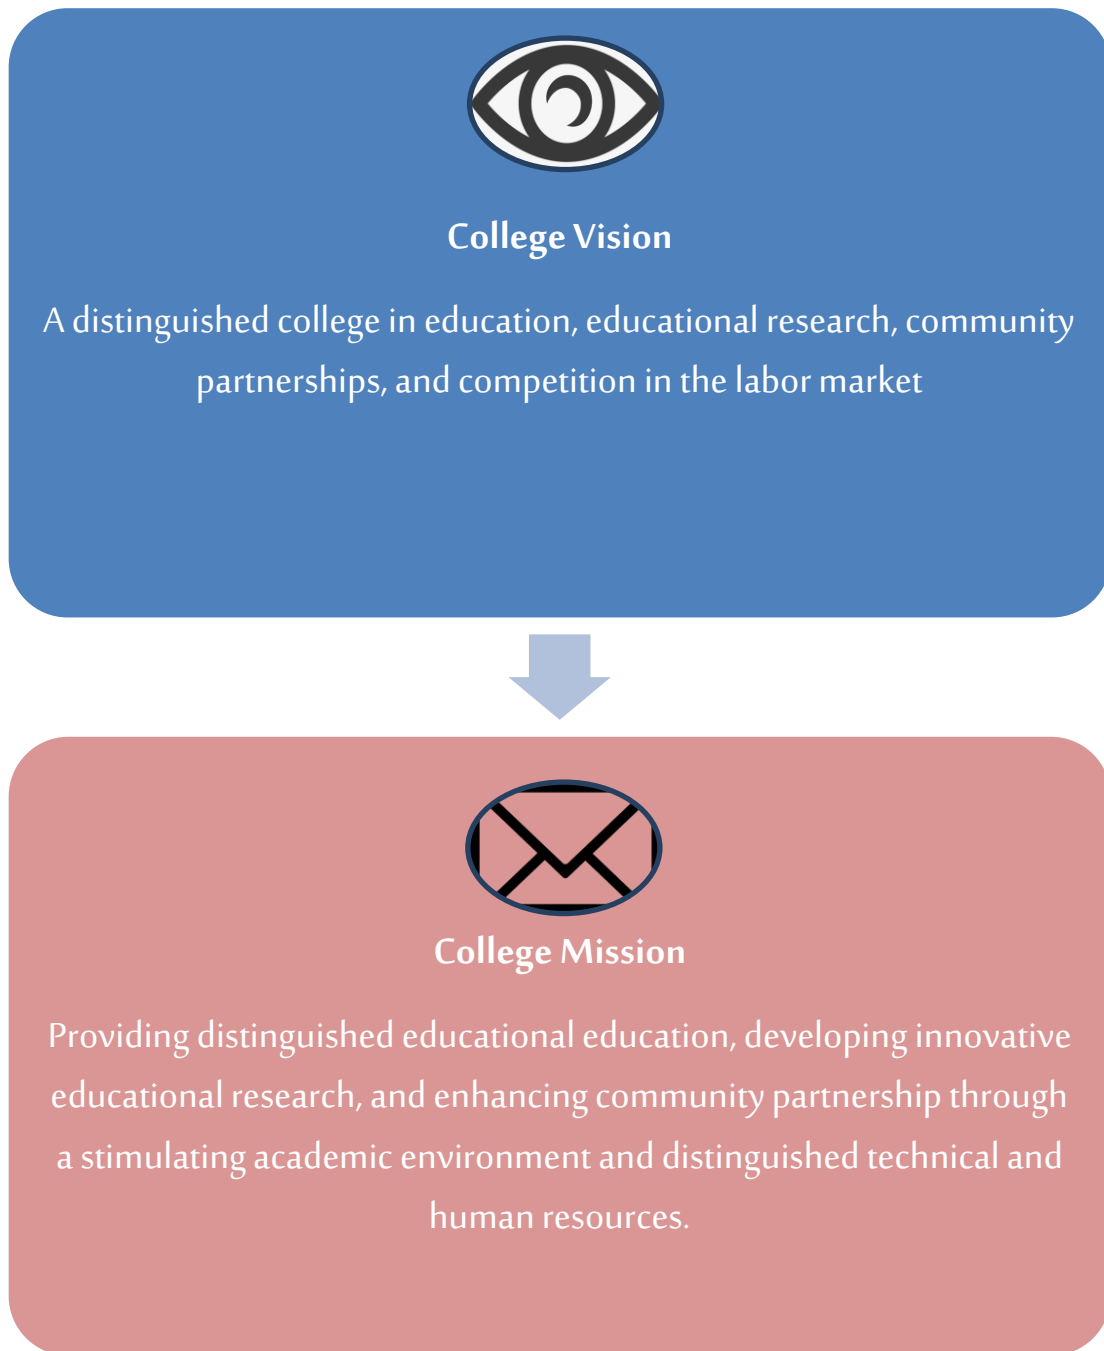 College Vision
A distinguished college in education, educational research, community
partnerships, and competition in the labor market
College Mission
Providing distinguished educational education, developing innovative
educational research, and enhancing community partnership through
a stimulating academic environment and distinguished technical and
human resources.